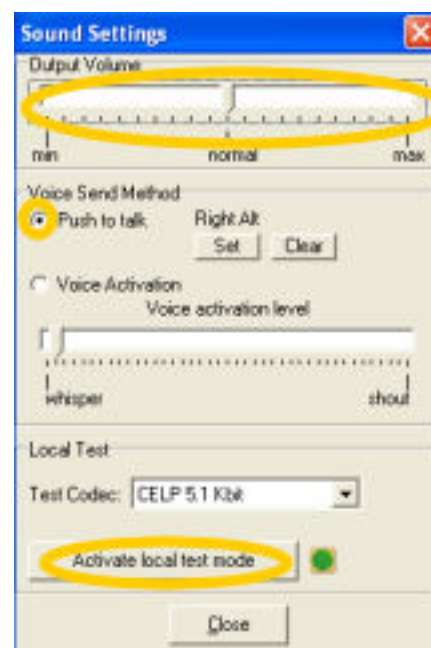 Sound Settings
Output Volume
min normal max
Voice Send Method
Push to talk Right Alt
Set Clear
Voice Activation
Voice activation level
whisper shout
Local Test
Test Codec: CELP 5.1 Kbit
Activate local test mode
Close